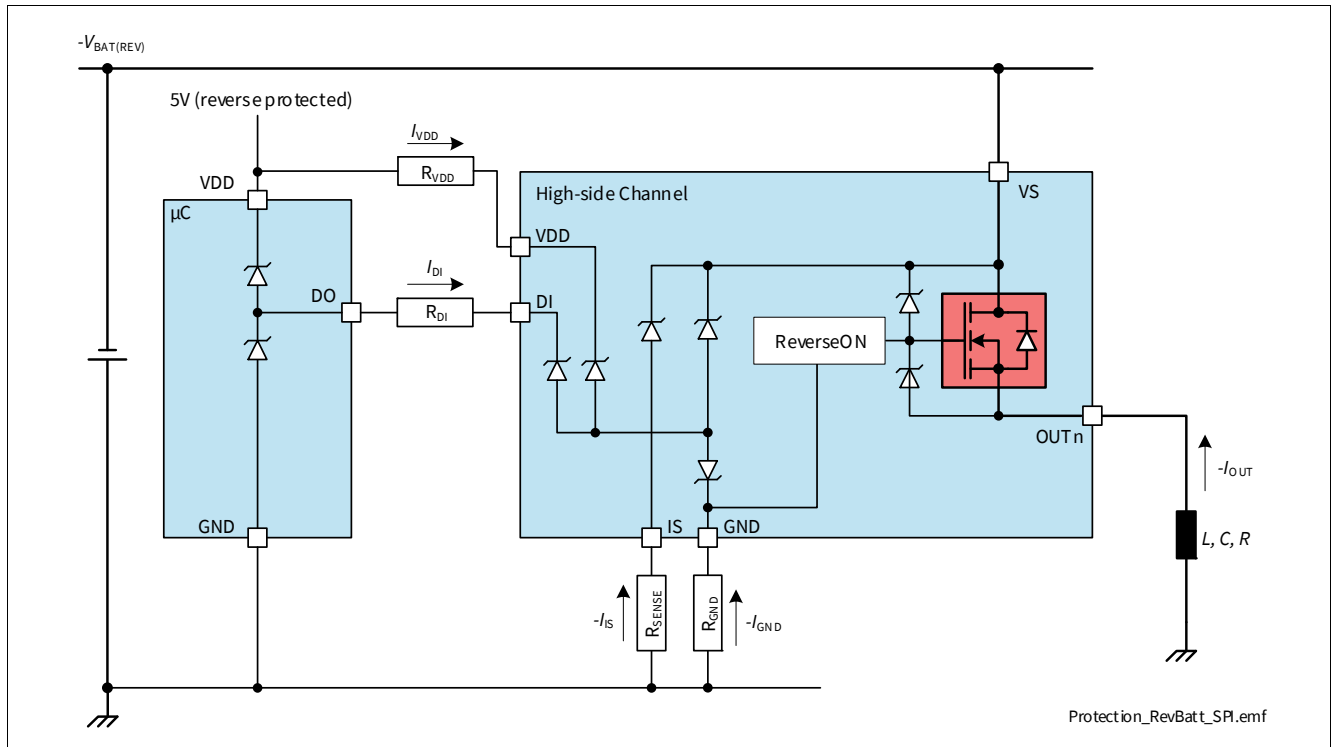 -VBAT(REV)
5V (reverse protected)
IVDD
RVDD
VDD
µC
High-side Channel
VS
VDD
IDI
DO
RDI
DI
ReverseON
OUTn
-IOUT
GND
IS
GND
L, C, R
-IIS
RSENSE
RGND
-IGND
Protection_RevBatt_SPI.emf